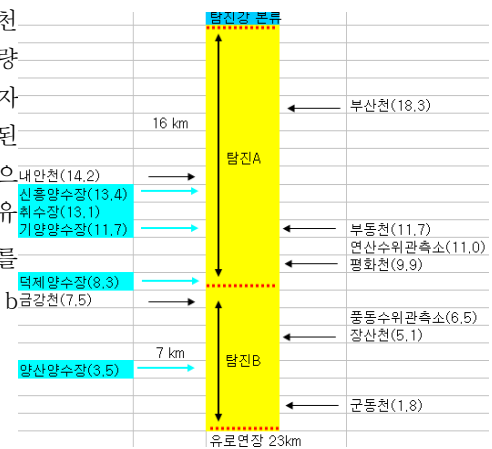 탐진강 본류
천
량
자
된
으
유
를
b
부산천(18.3)
16 km
탐진A
내안천(14.2)
신흥양수장(13.4)
취수장(13.1)
기양양수장(11.7)
부동천(11.7)
연산수위관측소(11.0)
평화천(9.9)
덕제양수장(8.3)
금강천(7.5)
풍동수위관측소(6.5)
장산천(5.1)
7 km
탐진B
양산양수장(3.5)
군동천(1.8)
유로연장 23km